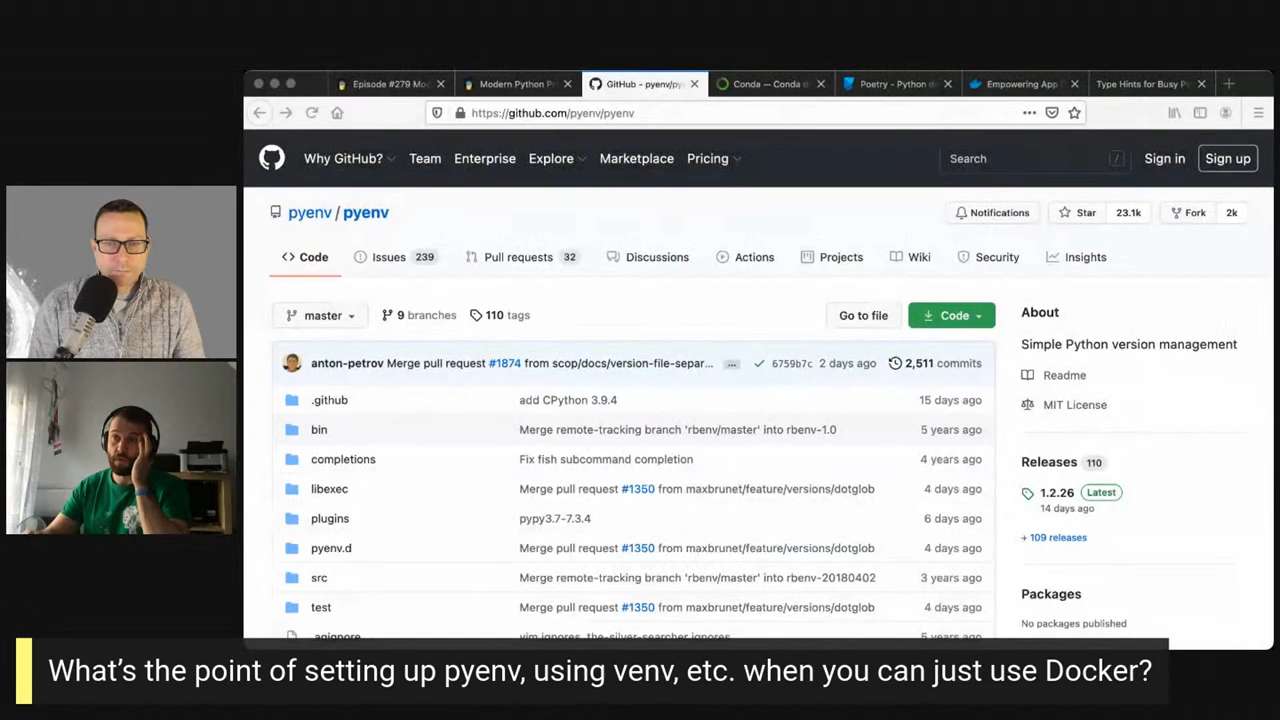 Episode #279 Mod
Modern Python Pr
GitHub - pyenv/py
Conda — Conda d
Poetry - Python d
Empowering App D
Type Hints for Busy P
https://github.com/pyenv/pyenv
Why GitHub?
Team
Enterprise
Explore
Marketplace
Pricing
Search
/
Sign in
Sign up
pyenv / pyenv
Notifications
Star 23.1k
Fork 2k
Code
Issues 239
Pull requests 32
Discussions
Actions
Projects
Wiki
Security
Insights
master
9 branches
110 tags
Go to file
Code
anton-petrov Merge pull request #1874 from scop/docs/version-file-separ... ... 6759b7c 2 days ago 2,511 commits
.github add CPython 3.9.4 15 days ago
bin Merge remote-tracking branch 'rbenv/master' into rbenv-1.0 5 years ago
completions Fix fish subcommand completion 4 years ago
libexec Merge pull request #1350 from maxbrunet/feature/versions/dotglob 4 days ago
plugins pypy3.7-7.3.4 6 days ago
pyenv.d Merge pull request #1350 from maxbrunet/feature/versions/dotglob 4 days ago
src Merge remote-tracking branch 'rbenv/master' into rbenv-20180402 3 years ago
test Merge pull request #1350 from maxbrunet/feature/versions/dotglob 4 days ago
.agignore vim ignores, the-silver-searcher ignores 5 years ago
About
Simple Python version management
Readme
MIT License
Releases 110
1.2.26 Latest
14 days ago
+ 109 releases
Packages
No packages published
What's the point of setting up pyenv, using venv, etc. when you can just use Docker?